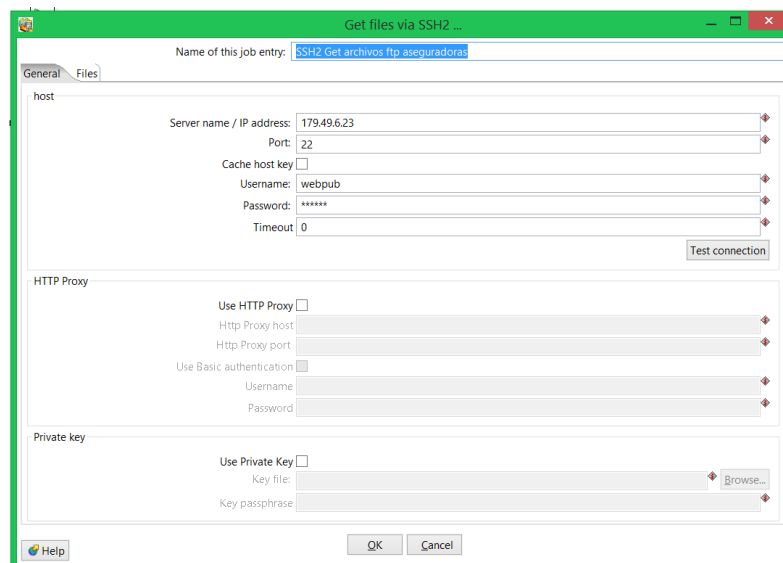 Get files via SSH2 ...
Name of this job entry: SSH2 Get archivos ftp aseguradoras
General Files
host
Server name / IP address: 179.49.6.23
Port: 22
Cache host key
Username: webpub
Password: ******
Timeout 0
Test connection
HTTP Proxy
Use HTTP Proxy
Http Proxy host
Http Proxy port
Use Basic authentication
Username
Password
Private key
Use Private Key
Key file: Browse...
Key passphrase
Help OK Cancel